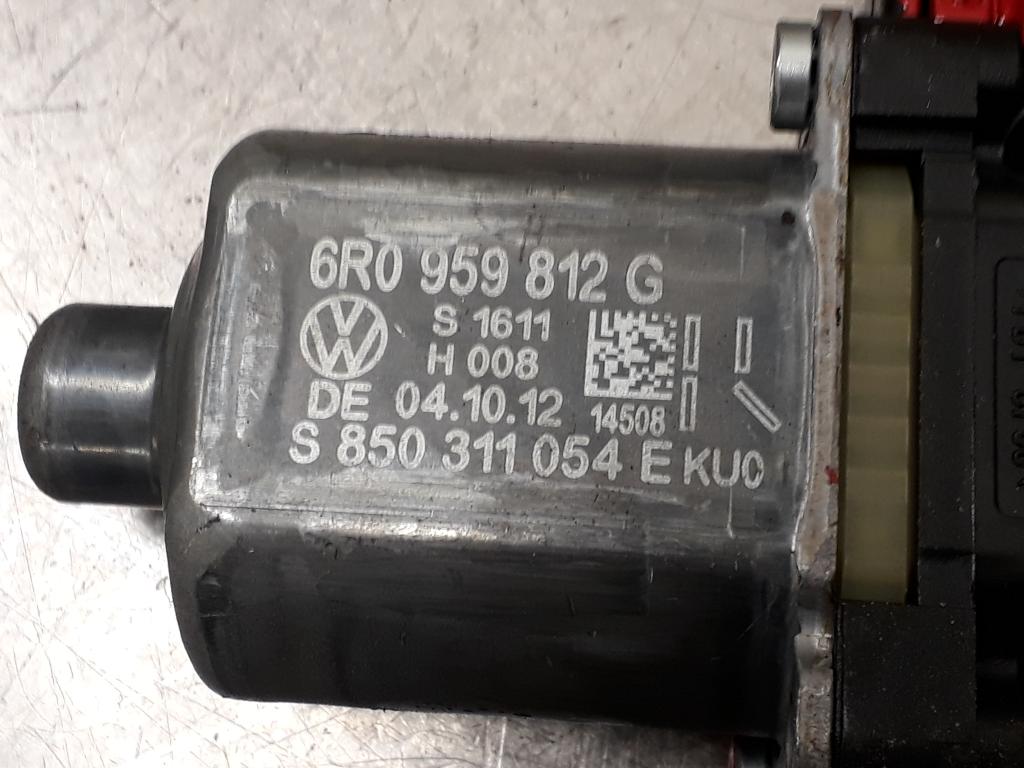 6R0 959 812 G
S 1611
H 008
DE 04.10.12 14508
S 850 311 054 E KU0